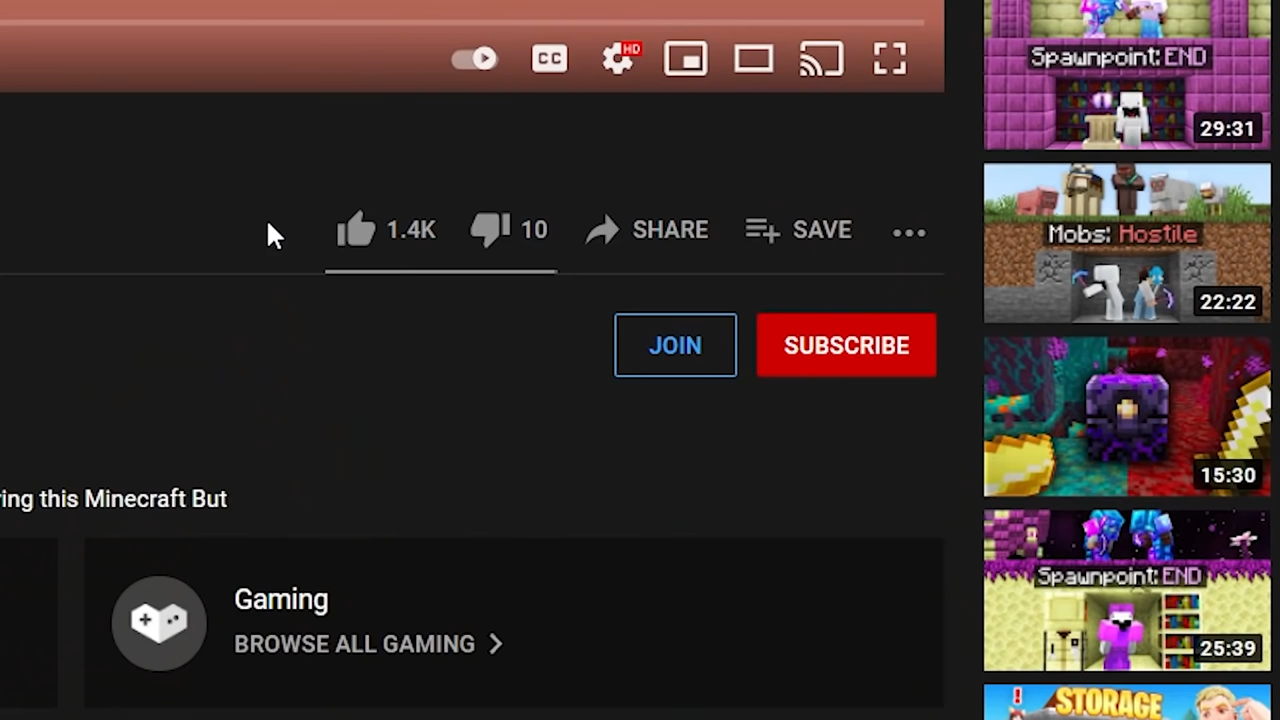 CC
HD
1.4K
10
SHARE
SAVE
JOIN
SUBSCRIBE
ing this Minecraft But
Gaming
BROWSE ALL GAMING
Spawnpoint: END
29:31
Mobs: Hostile
22:22
15:30
Spawnpoint: END
25:39
!
STORAGE